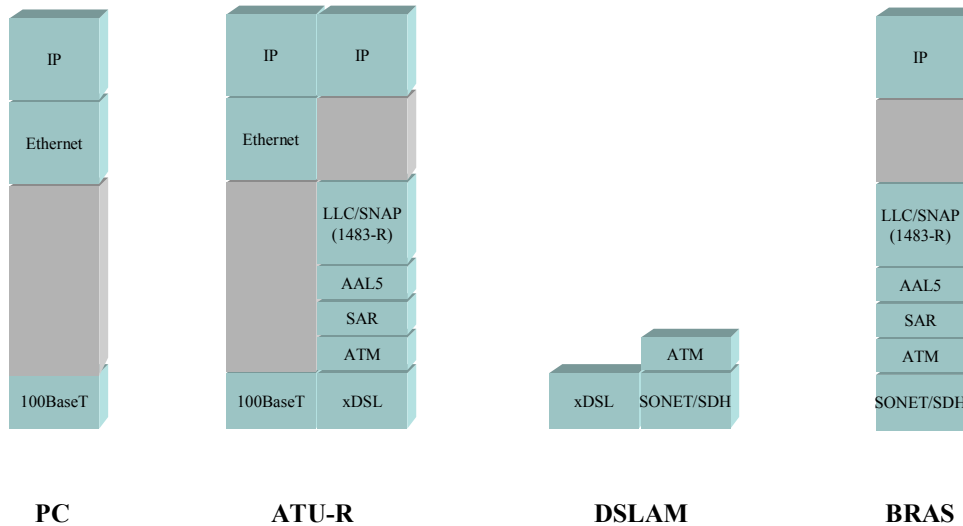 IP
Ethernet
100BaseT
PC
IP
Ethernet
100BaseT
IP
LLC/SNAP
(1483-R)
AAL5
SAR
ATM
xDSL
ATU-R
xDSL
ATM
SONET/SDH
DSLAM
IP
LLC/SNAP
(1483-R)
AAL5
SAR
ATM
SONET/SDH
BRAS